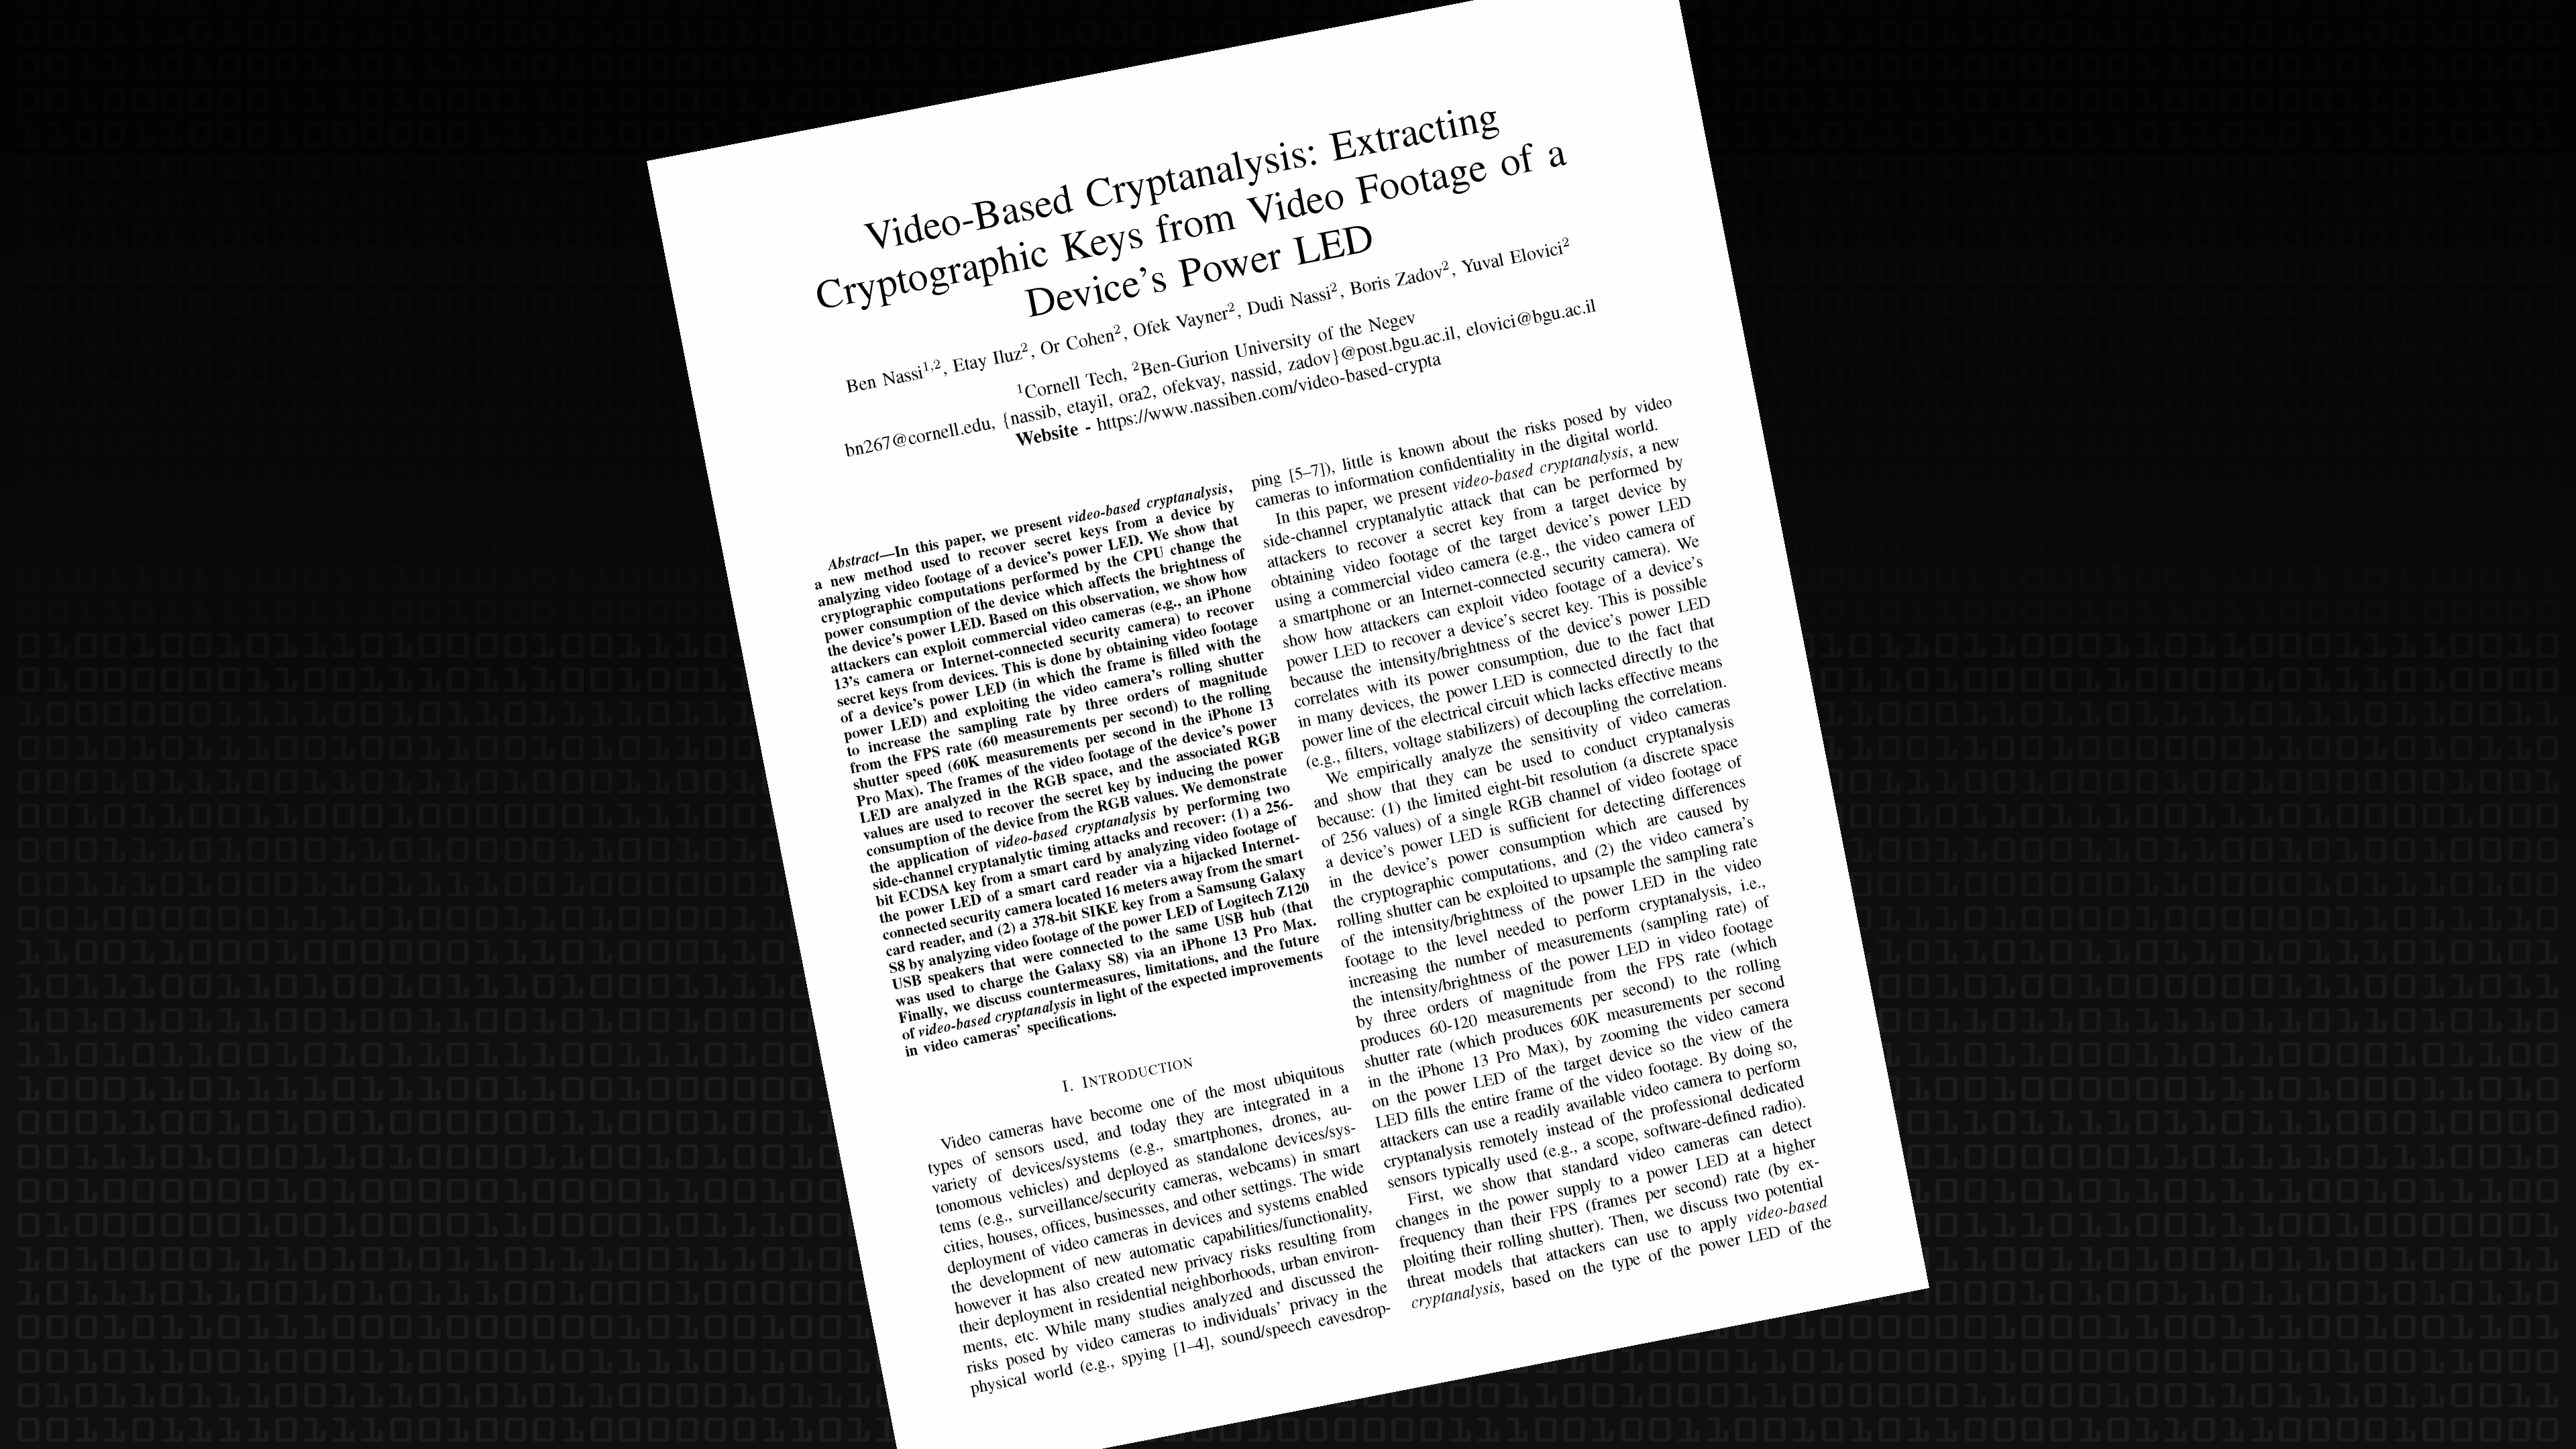 Video-Based Cryptanalysis: Extracting
Cryptographic Keys from Video Footage of a
Device's Power LED
Ben Nassi1,2, Etay Iluz2, Or Cohen2, Ofek Vayner2, Dudi Nassi2, Boris Zadov2, Yuval Elovici2
1Cornell Tech, 2Ben-Gurion University of the Negev
bn267@cornell.edu, {nassib, etayil, ora2, ofekvay, nassid, zadov}@post.bgu.ac.il, elovici@bgu.ac.il
Website - https://www.nassiben.com/video-based-crypta
Abstract—In this paper, we present video-based cryptanalysis,
a new method used to recover secret keys from a device by
analyzing video footage of a device's power LED. We show that
cryptographic computations performed by the CPU change the
power consumption of the device which affects the brightness of
the device's power LED. Based on this observation, we show how
attackers can exploit commercial video cameras (e.g., an iPhone
13's camera or Internet-connected security camera) to recover
secret keys from devices. This is done by obtaining video footage
of a device's power LED (in which the frame is filled with the
power LED) and exploiting the video camera's rolling shutter
to increase the sampling rate by three orders of magnitude
from the FPS rate (60 measurements per second) to the rolling
shutter speed (60K measurements per second in the iPhone 13
Pro Max). The frames of the video footage of the device's power
LED are analyzed in the RGB space, and the associated RGB
values are used to recover the secret key by inducing the power
consumption of the device from the RGB values. We demonstrate
the application of video-based cryptanalysis by performing two
side-channel cryptanalytic timing attacks and recover: (1) a 256-
bit ECDSA key from a smart card by analyzing video footage of
the power LED of a smart card reader via a hijacked Internet-
connected security camera located 16 meters away from the smart
card reader, and (2) a 378-bit SIKE key from a Samsung Galaxy
S8 by analyzing video footage of the power LED of Logitech Z120
USB speakers that were connected to the same USB hub (that
was used to charge the Galaxy S8) via an iPhone 13 Pro Max.
Finally, we discuss countermeasures, limitations, and the future
of video-based cryptanalysis in light of the expected improvements
in video cameras' specifications.
I. INTRODUCTION
Video cameras have become one of the most ubiquitous
types of sensors used, and today they are integrated in a
variety of devices/systems (e.g., smartphones, drones, au-
tonomous vehicles) and deployed as standalone devices/sys-
tems (e.g., surveillance/security cameras, webcams) in smart
cities, houses, offices, businesses, and other settings. The wide
deployment of video cameras in devices and systems enabled
the development of new automatic capabilities/functionality,
however it has also created new privacy risks resulting from
their deployment in residential neighborhoods, urban environ-
ments, etc. While many studies analyzed and discussed the
risks posed by video cameras to individuals' privacy in the
physical world (e.g., spying [1–4], sound/speech eavesdrop-
ping [5–7]), little is known about the risks posed by video
cameras to information confidentiality in the digital world.
In this paper, we present video-based cryptanalysis, a new
side-channel cryptanalytic attack that can be performed by
attackers to recover a secret key from a target device by
obtaining video footage of the target device's power LED
using a commercial video camera (e.g., the video camera of
a smartphone or an Internet-connected security camera). We
show how attackers can exploit video footage of a device's
power LED to recover a device's secret key. This is possible
because the intensity/brightness of the device's power LED
correlates with its power consumption, due to the fact that
in many devices, the power LED is connected directly to the
power line of the electrical circuit which lacks effective means
(e.g., filters, voltage stabilizers) of decoupling the correlation.
We empirically analyze the sensitivity of video cameras
and show that they can be used to conduct cryptanalysis
because: (1) the limited eight-bit resolution (a discrete space
of 256 values) of a single RGB channel of video footage of
a device's power LED is sufficient for detecting differences
in the device's power consumption which are caused by
the cryptographic computations, and (2) the video camera's
rolling shutter can be exploited to upsample the sampling rate
of the intensity/brightness of the power LED in the video
footage to the level needed to perform cryptanalysis, i.e.,
increasing the number of measurements (sampling rate) of
the intensity/brightness of the power LED in video footage
by three orders of magnitude from the FPS rate (which
produces 60-120 measurements per second) to the rolling
shutter rate (which produces 60K measurements per second
in the iPhone 13 Pro Max), by zooming the video camera
on the power LED of the target device so the view of the
LED fills the entire frame of the video footage. By doing so,
attackers can use a readily available video camera to perform
cryptanalysis remotely instead of the professional dedicated
sensors typically used (e.g., a scope, software-defined radio).
First, we show that standard video cameras can detect
changes in the power supply to a power LED at a higher
frequency than their FPS (frames per second) rate (by ex-
ploiting their rolling shutter). Then, we discuss two potential
threat models that attackers can use to apply video-based
cryptanalysis, based on the type of the power LED of the